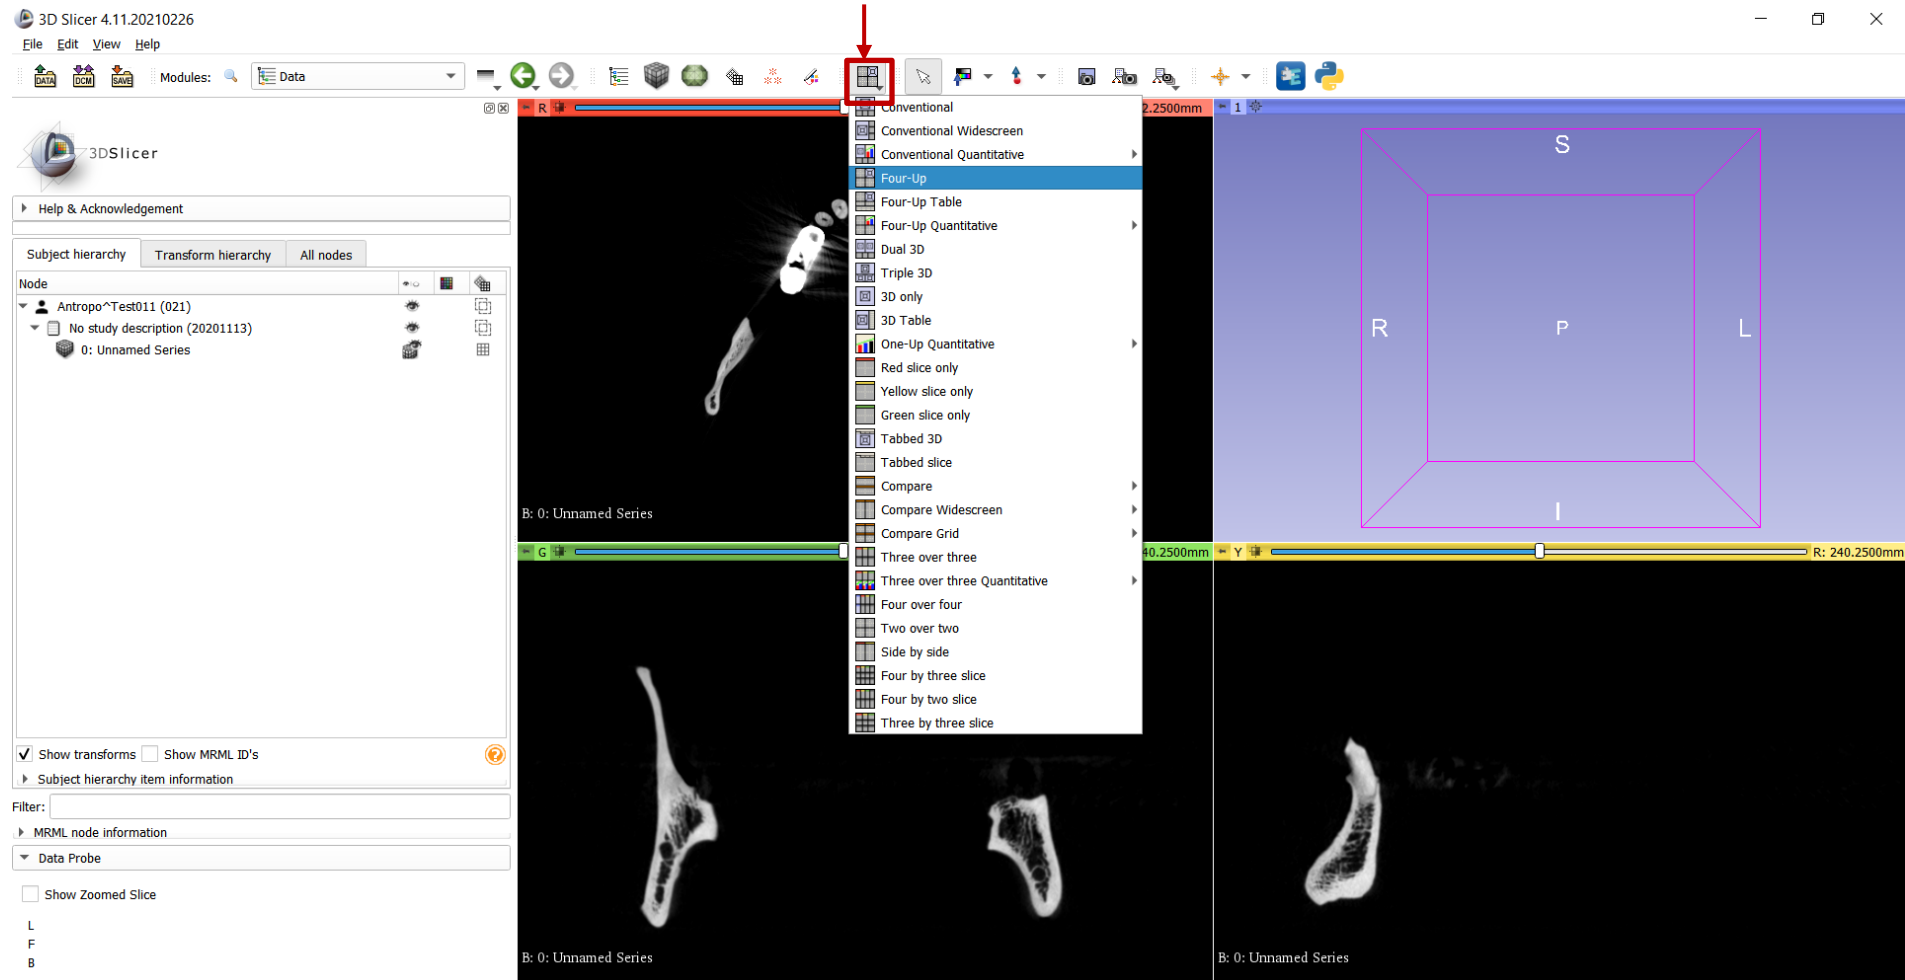 3D Slicer 4.11.20210226
File Edit View Help
DATA DCM SAVE Modules: Data
R 2.2500mm 1
3DSlicer
Help & Acknowledgement
Subject hierarchy Transform hierarchy All nodes
Node
Antropo^Test011 (021)
No study description (20201113)
0: Unnamed Series
Show transforms Show MRML ID's
Subject hierarchy item information
Filter:
MRML node information
Data Probe
Show Zoomed Slice
L
F
B
Conventional
Conventional Widescreen
Conventional Quantitative
Four-Up
Four-Up Table
Four-Up Quantitative
Dual 3D
Triple 3D
3D only
3D Table
One-Up Quantitative
Red slice only
Yellow slice only
Green slice only
Tabbed 3D
Tabbed slice
Compare
Compare Widescreen
Compare Grid
Three over three
Three over three Quantitative
Four over four
Two over two
Side by side
Four by three slice
Four by two slice
Three by three slice
B: 0: Unnamed Series
S
R P L
I
G 40.2500mm Y R: 240.2500mm
B: 0: Unnamed Series
B: 0: Unnamed Series